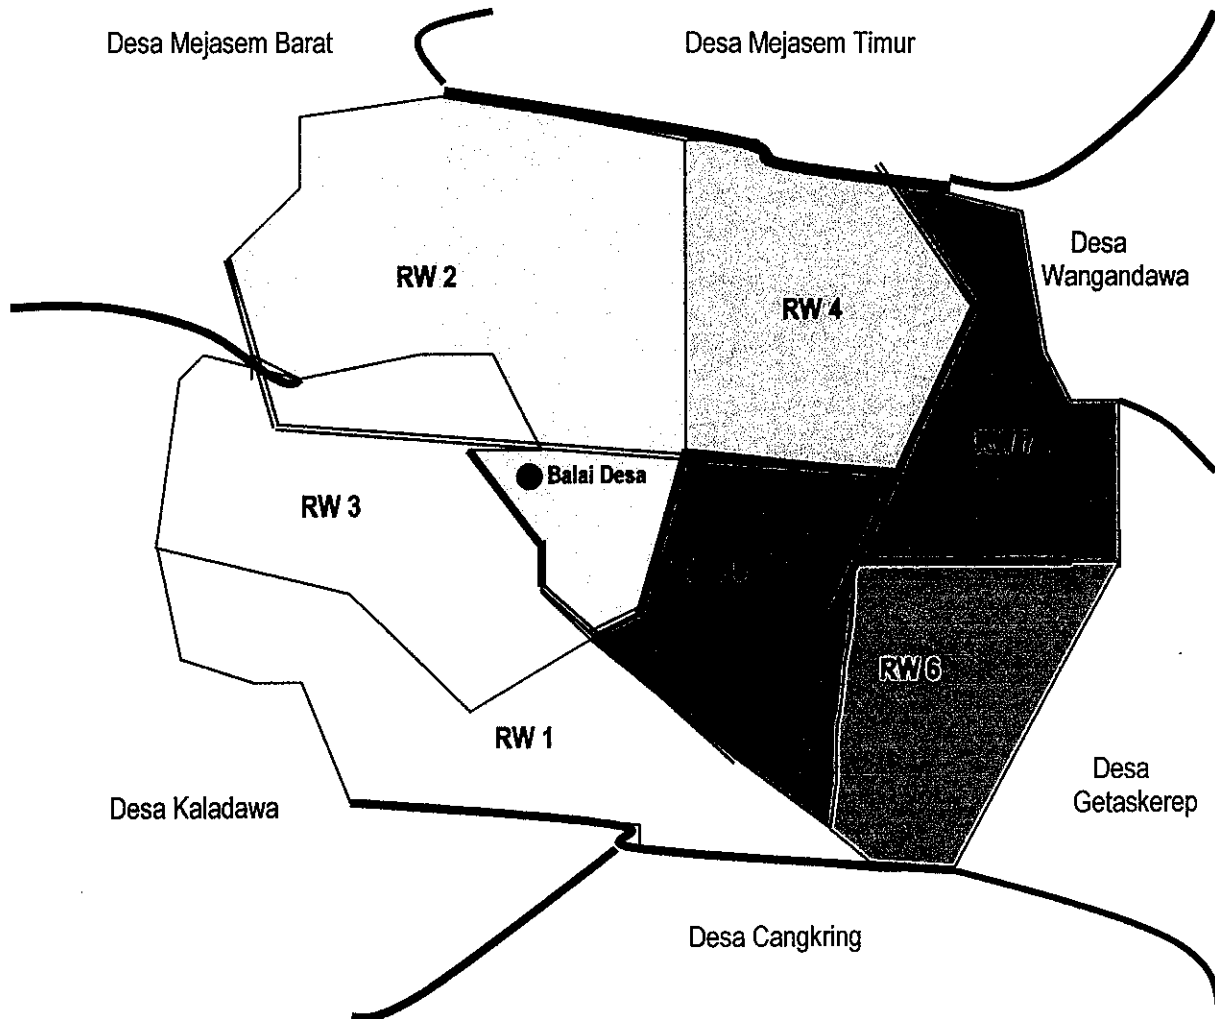 Desa Mejasem Barat
Desa Mejasem Timur
Desa
Wangandawa
RW 2
RW 4
Balai Desa
RW 3
RW 6
RW 1
Desa
Getaskerep
Desa Kaladawa
Desa Cangkring